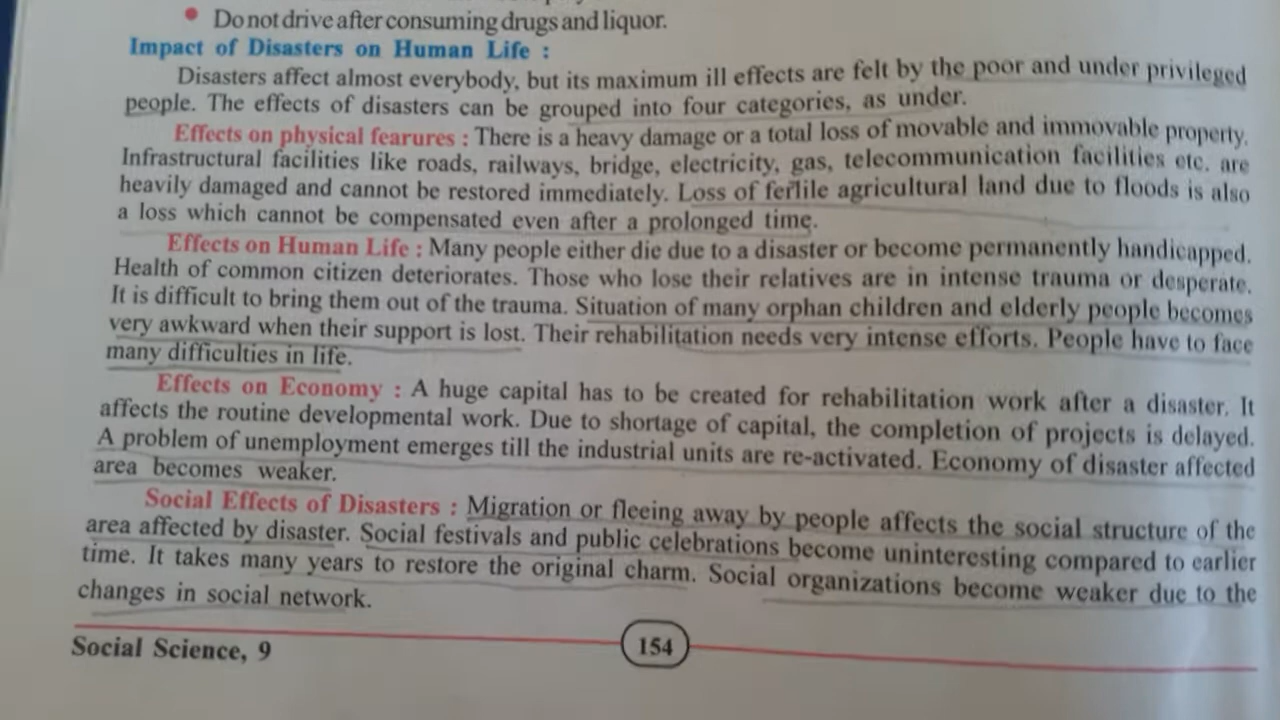 • Do not drive after consuming drugs and liquor.
Impact of Disasters on Human Life :
Disasters affect almost everybody, but its maximum ill effects are felt by the poor and under privileged
people. The effects of disasters can be grouped into four categories, as under.
Effects on physical fearures : There is a heavy damage or a total loss of movable and immovable property.
Infrastructural facilities like roads, railways, bridge, electricity, gas, telecommunication facilities etc. are
heavily damaged and cannot be restored immediately. Loss of ferlile agricultural land due to floods is also
a loss which cannot be compensated even after a prolonged time.
Effects on Human Life : Many people either die due to a disaster or become permanently handicapped.
Health of common citizen deteriorates. Those who lose their relatives are in intense trauma or desperate.
It is difficult to bring them out of the trauma. Situation of many orphan children and elderly people becomes
very awkward when their support is lost. Their rehabilitation needs very intense efforts. People have to face
many difficulties in life.
Effects on Economy : A huge capital has to be created for rehabilitation work after a disaster. It
affects the routine developmental work. Due to shortage of capital, the completion of projects is delayed.
A problem of unemployment emerges till the industrial units are re-activated. Economy of disaster affected
area becomes weaker.
Social Effects of Disasters : Migration or fleeing away by people affects the social structure of the
area affected by disaster. Social festivals and public celebrations become uninteresting compared to earlier
time. It takes many years to restore the original charm. Social organizations become weaker due to the
changes in social network.
Social Science, 9
154